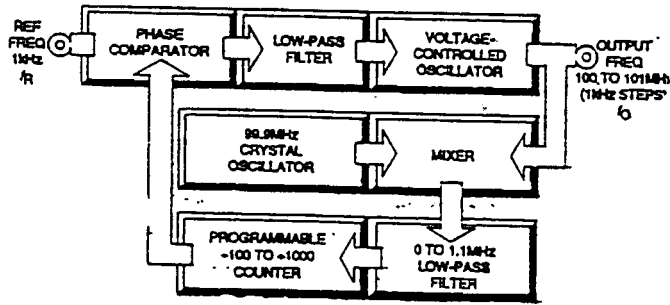 REF
FREQ
1kHz
fR
PHASE
COMPARATOR
LOW-PASS
FILTER
VOLTAGE-
CONTROLLED
OSCILLATOR
OUTPUT
FREQ
100 TO 101MHz
(1kHz STEPS)
fO
99.9MHz
CRYSTAL
OSCILLATOR
MIXER
PROGRAMMABLE
÷100 TO ÷1000
COUNTER
0 TO 1.1MHz
LOW-PASS
FILTER